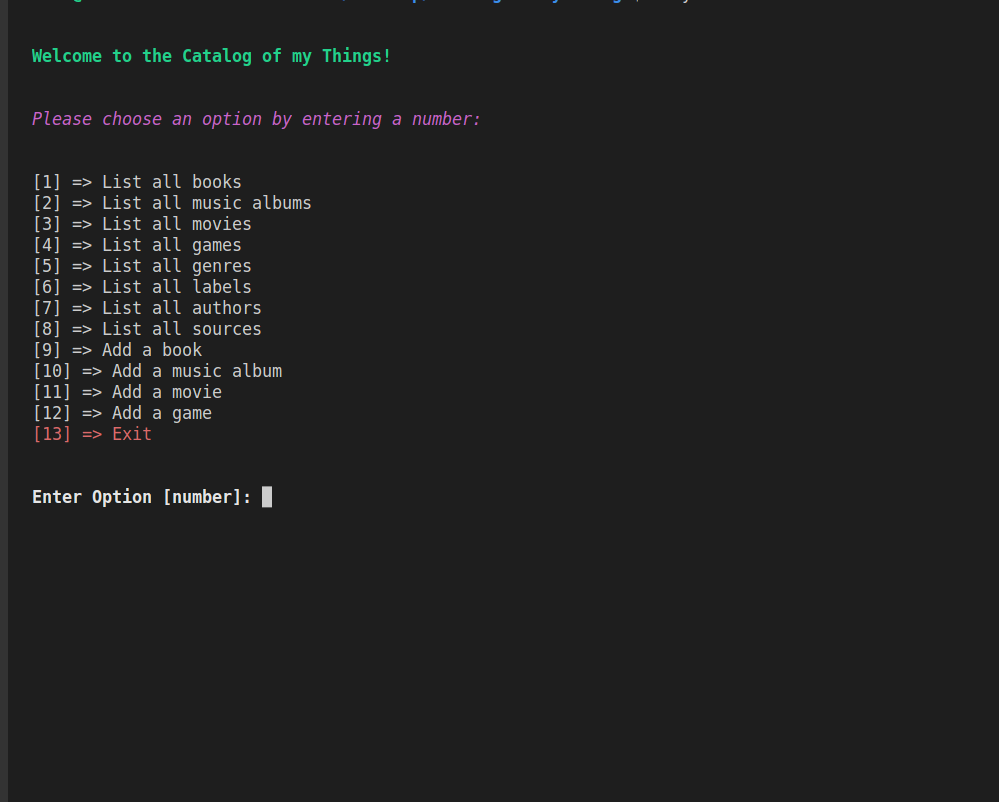 Welcome to the Catalog of my Things!
Please choose an option by entering a number:
[1] => List all books
[2] => List all music albums
[3] => List all movies
[4] => List all games
[5] => List all genres
[6] => List all labels
[7] => List all authors
[8] => List all sources
[9] => Add a book
[10] => Add a music album
[11] => Add a movie
[12] => Add a game
[13] => Exit
Enter Option [number]: